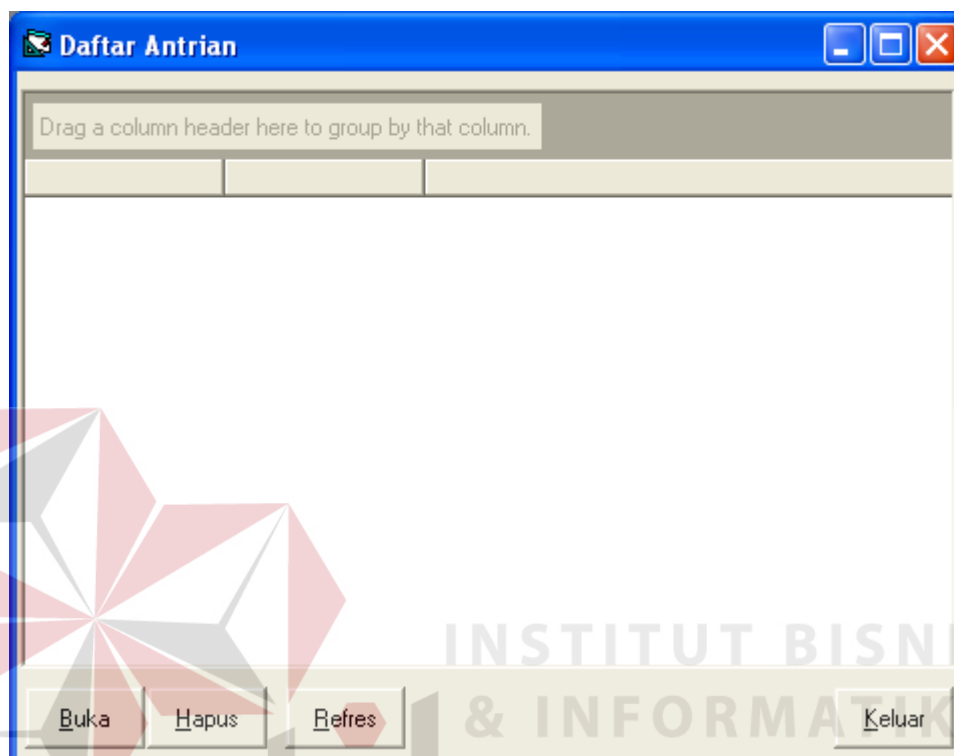 Daftar Antrian
Drag a column header here to group by that column.
INSTITUT BISNI
& INFORMATIK
Buka Hapus Refres Keluar